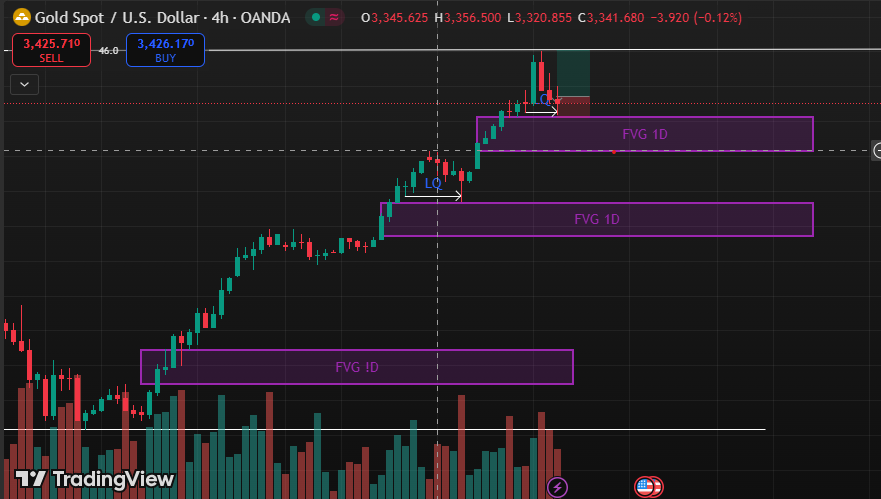 Gold Spot / U.S. Dollar · 4h · OANDA
O3,345.625 H3,356.500 L3,320.855 C3,341.680 −3.920 (−0.12%)
3,425.710
SELL
46.0
3,426.170
BUY
FVG 1D
LQ
FVG 1D
FVG !D
TradingView